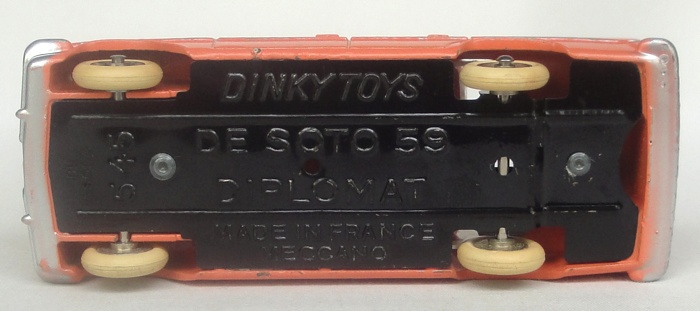 DINKY TOYS
DE SOTO 59
DIPLOMAT
MADE IN FRANCE
MECCANO
545